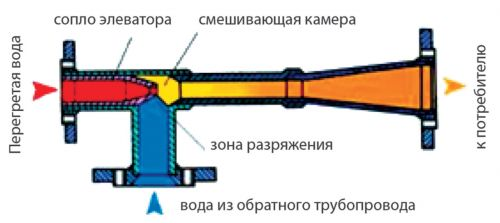 сопло элеватора
смешивающая камера
Перегретая вода
к потребителю
зона разряжения
вода из обратного трубопровода